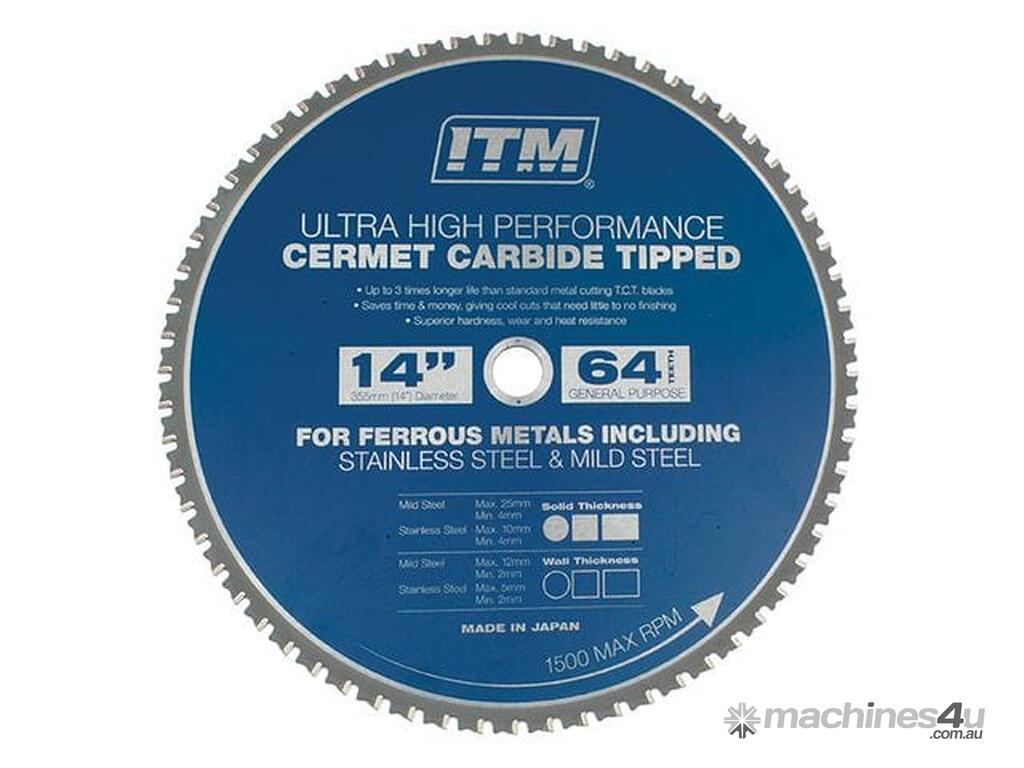 ITM
®
ULTRA HIGH PERFORMANCE
CERMET CARBIDE TIPPED
• Up to 3 times longer life than standard metal cutting T.C.T. blades
• Saves time & money, giving cool cuts that need little to no finishing
• Superior hardness, wear and heat resistance
14”
355mm (14") Diameter
64 TEETH
GENERAL PURPOSE
FOR FERROUS METALS INCLUDING
STAINLESS STEEL & MILD STEEL
Mild Steel Max. 25mm Solid Thickness
Min. 4mm
Stainless Steel Max. 10mm
Min. 4mm
Mild Steel Max. 12mm Wall Thickness
Min. 2mm
Stainless Steel Max. 5mm
Min. 2mm
MADE IN JAPAN
1500 MAX RPM
machines4u
.com.au